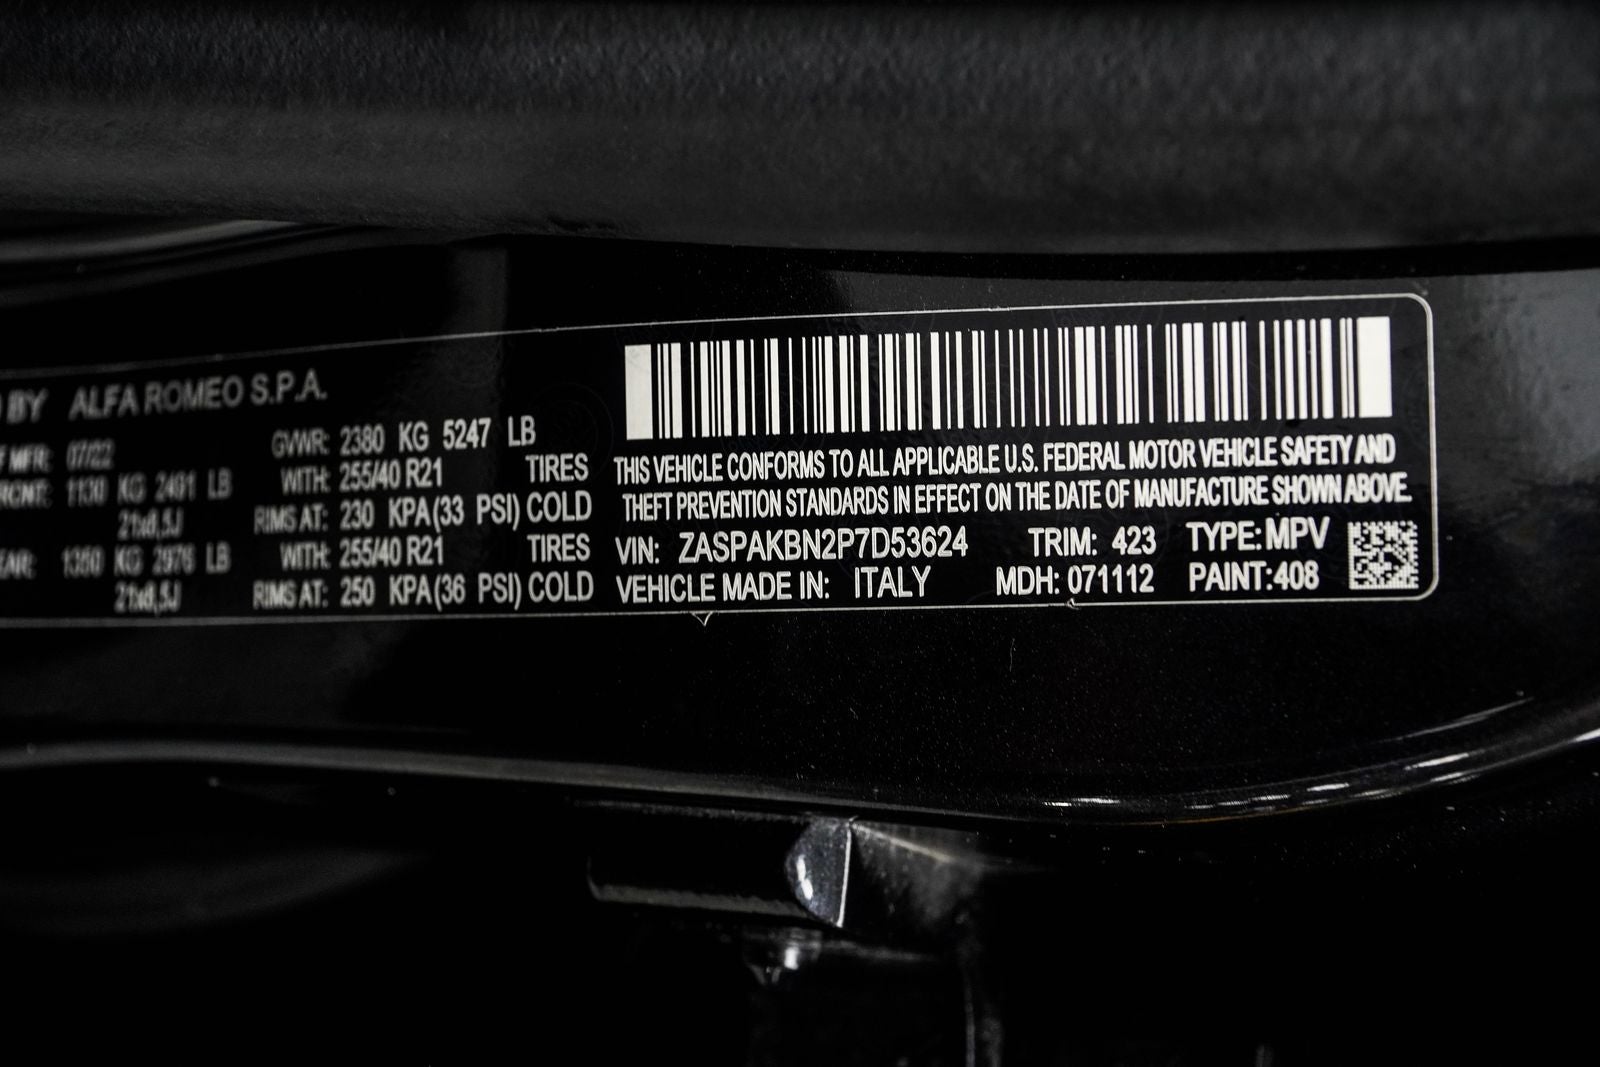 BY ALFA ROMEO S.P.A.
MFR: 07/22 GVWR: 2380 KG 5247 LB
1130 KG 2491 LB WITH: 255/40 R21 TIRES
21x8,5J RIMS AT: 230 KPA(33 PSI) COLD
1350 KG 2976 LB WITH: 255/40 R21 TIRES
21x8,5J RIMS AT: 250 KPA(36 PSI) COLD
THIS VEHICLE CONFORMS TO ALL APPLICABLE U.S. FEDERAL MOTOR VEHICLE SAFETY AND
THEFT PREVENTION STANDARDS IN EFFECT ON THE DATE OF MANUFACTURE SHOWN ABOVE.
VIN: ZASPAKBN2P7D53624 TRIM: 423 TYPE: MPV
VEHICLE MADE IN: ITALY MDH: 071112 PAINT:408